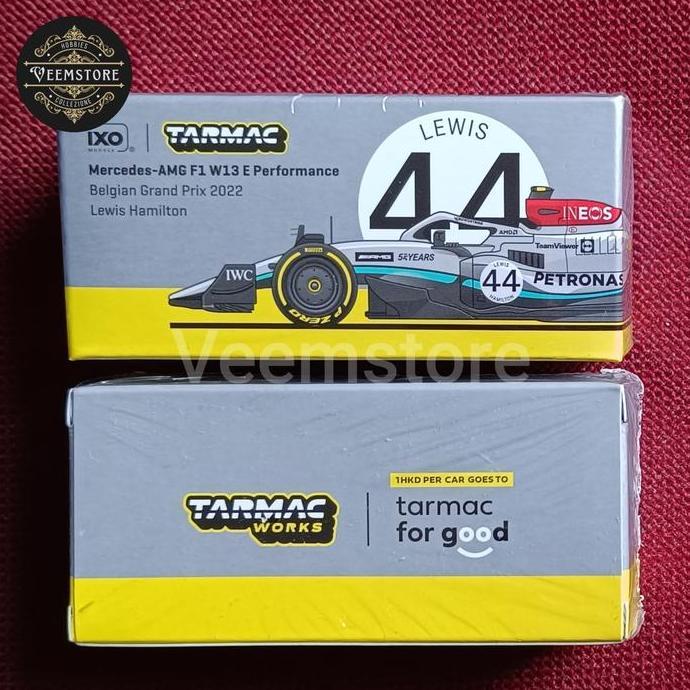 HOBBIES
VEEMSTORE
COLLEZIONE
IXO
MODELS
TARMAC
Mercedes-AMG F1 W13 E Performance
Belgian Grand Prix 2022
Lewis Hamilton
LEWIS
44
INEOS
AMD
TeamViewer
AMG
55YEARS
IWC
LEWIS
44
HAMILTON
PETRONAS
P ZERO
Veemstore
TARMAC
WORKS
1HKD PER CAR GOES TO
tarmac
for good